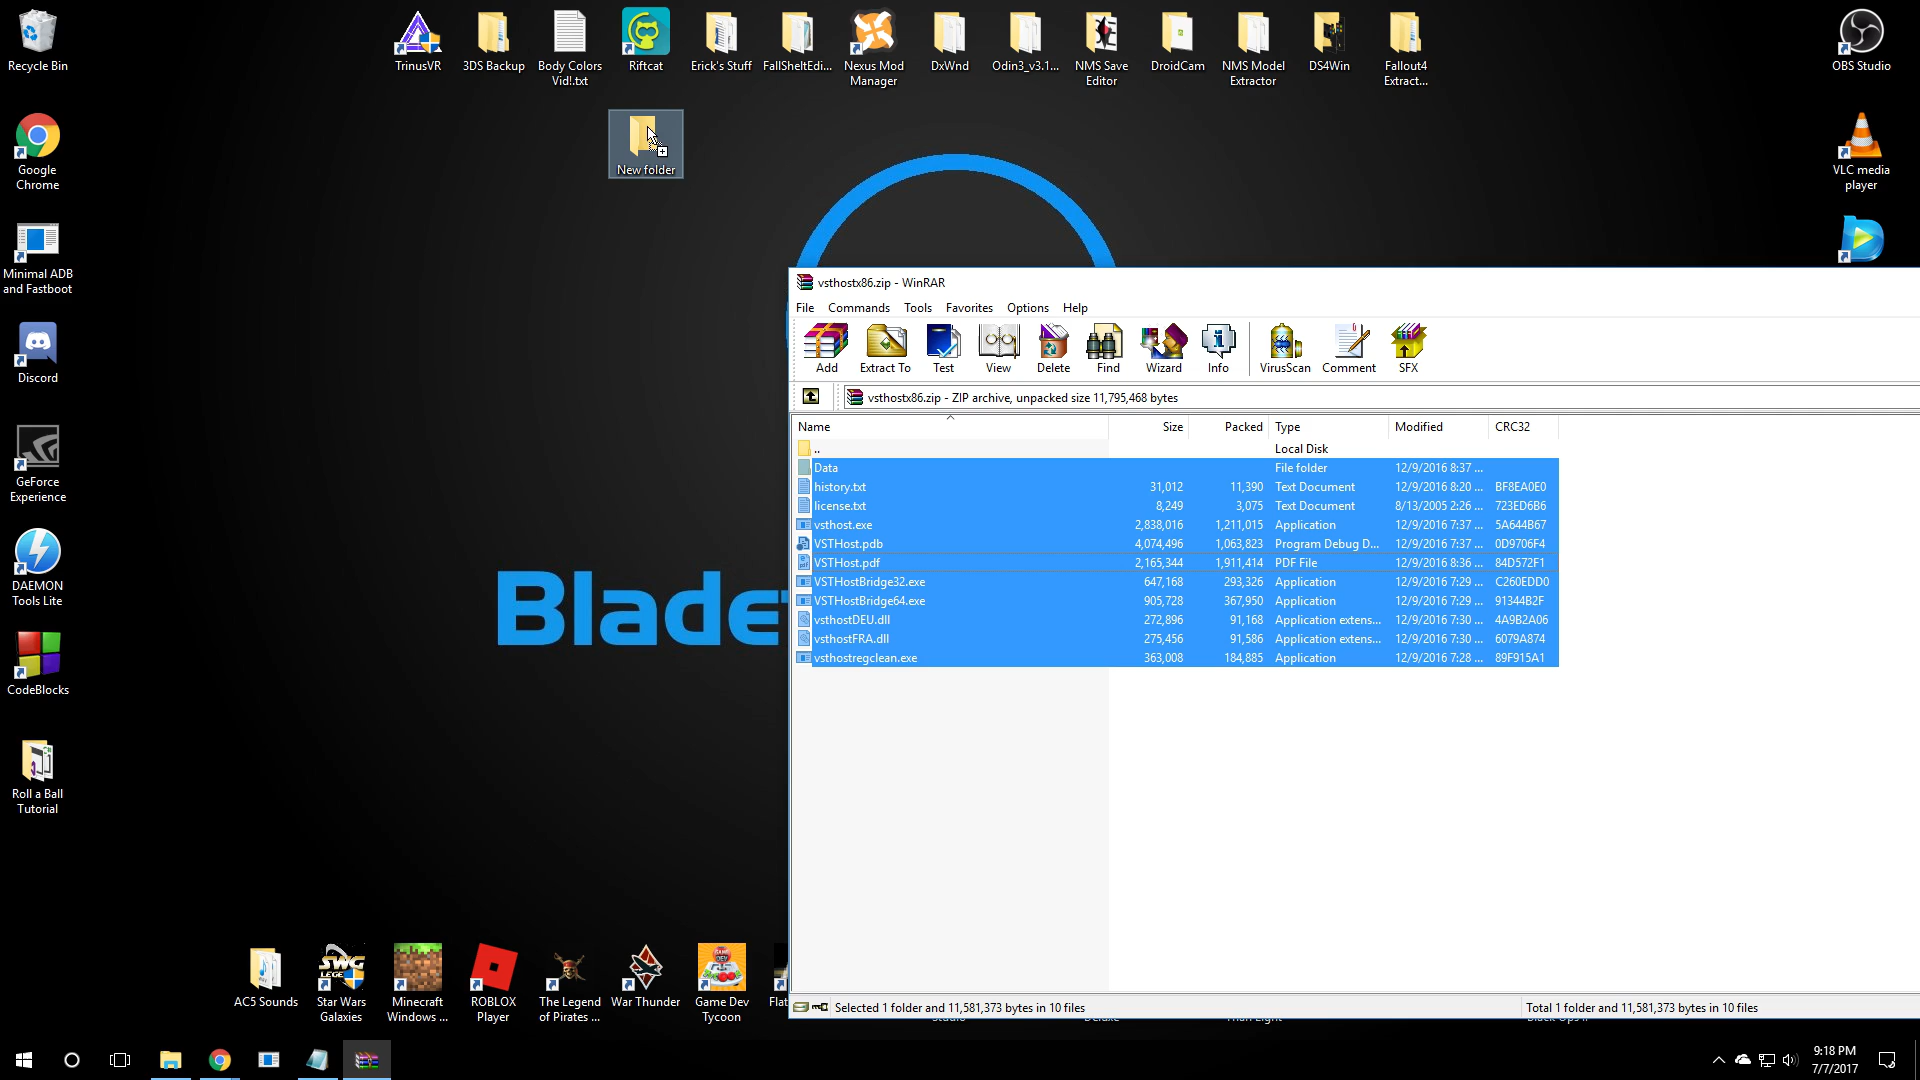 Recycle Bin
TrinusVR
3DS Backup
Body Colors
Vid!.txt
Riftcat
Erick's Stuff
FallSheltEdi...
Nexus Mod
Manager
DxWnd
Odin3_v3.1...
NMS Save
Editor
DroidCam
NMS Model
Extractor
DS4Win
Fallout4
Extract...
OBS Studio
New folder
Google
Chrome
VLC media
player
Minimal ADB
and Fastboot
Discord
GeForce
Experience
DAEMON
Tools Lite
CodeBlocks
Roll a Ball
Tutorial
Blade
vsthostx86.zip - WinRAR
File Commands Tools Favorites Options Help
Add Extract To Test View Delete Find Wizard Info VirusScan Comment SFX
vsthostx86.zip - ZIP archive, unpacked size 11,795,468 bytes
Name Size Packed Type Modified CRC32
.. Local Disk
Data File folder 12/9/2016 8:37 ...
history.txt 31,012 11,390 Text Document 12/9/2016 8:20 ... BF8EA0E0
license.txt 8,249 3,075 Text Document 8/13/2005 2:26 ... 723ED6B6
vsthost.exe 2,838,016 1,211,015 Application 12/9/2016 7:37 ... 5A644B67
VSTHost.pdb 4,074,496 1,063,823 Program Debug D... 12/9/2016 7:37 ... 0D9706F4
VSTHost.pdf 2,165,344 1,911,414 PDF File 12/9/2016 8:36 ... 84D572F1
VSTHostBridge32.exe 647,168 293,326 Application 12/9/2016 7:29 ... C260EDD0
VSTHostBridge64.exe 905,728 367,950 Application 12/9/2016 7:29 ... 91344B2F
vsthostDEU.dll 272,896 91,168 Application extens... 12/9/2016 7:30 ... 4A9B2A06
vsthostFRA.dll 275,456 91,586 Application extens... 12/9/2016 7:30 ... 6079A874
vsthostregclean.exe 363,008 184,885 Application 12/9/2016 7:28 ... 89F915A1
Selected 1 folder and 11,581,373 bytes in 10 files
Total 1 folder and 11,581,373 bytes in 10 files
AC5 Sounds
SWG
Star Wars
Galaxies
Minecraft
Windows ...
ROBLOX
Player
The Legend
of Pirates ...
War Thunder
GAME DEV
Game Dev
Tycoon
Flat
9:18 PM
7/7/2017